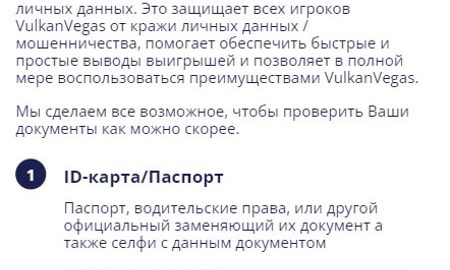 личных данных. Это защищает всех игроков
VulkanVegas от кражи личных данных /
мошенничества, помогает обеспечить быстрые и
простые выводы выигрышей и позволяет в полной
мере воспользоваться преимуществами VulkanVegas.
Мы сделаем все возможное, чтобы проверить Ваши
документы как можно скорее.
1 ID-карта/Паспорт
Паспорт, водительские права, или другой
официальный заменяющий их документ а
также селфи с данным документом